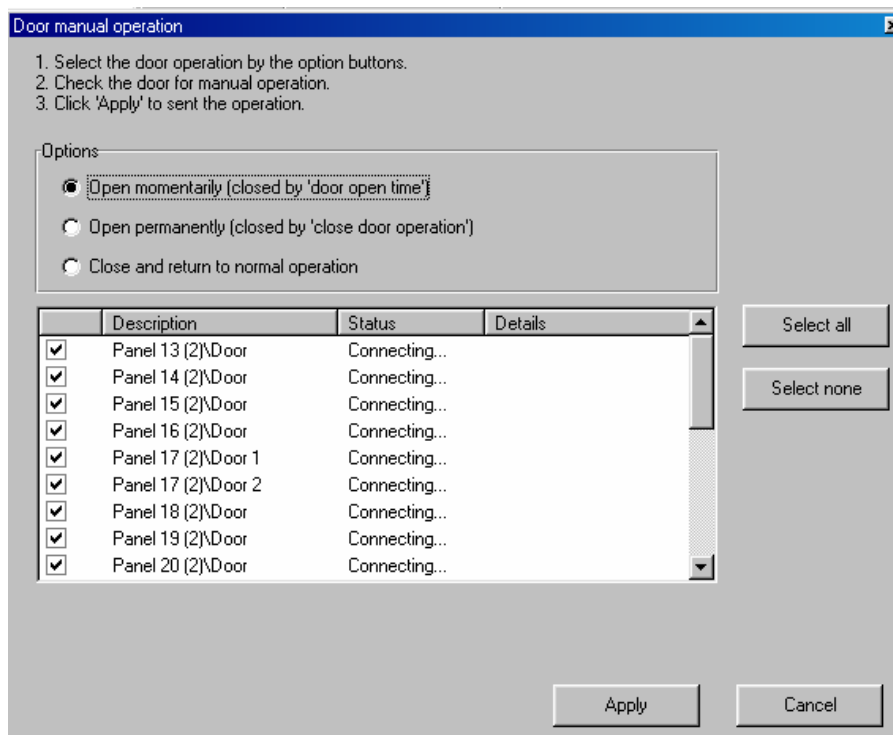 Door manual operation
1. Select the door operation by the option buttons.
2. Check the door for manual operation.
3. Click 'Apply' to sent the operation.
Options
Open momentarily (closed by 'door open time')
Open permanently (closed by 'close door operation')
Close and return to normal operation
Description Status Details
Panel 13 (2)\Door Connecting...
Panel 14 (2)\Door Connecting...
Panel 15 (2)\Door Connecting...
Panel 16 (2)\Door Connecting...
Panel 17 (2)\Door 1 Connecting...
Panel 17 (2)\Door 2 Connecting...
Panel 18 (2)\Door Connecting...
Panel 19 (2)\Door Connecting...
Panel 20 (2)\Door Connecting...
Select all
Select none
Apply Cancel